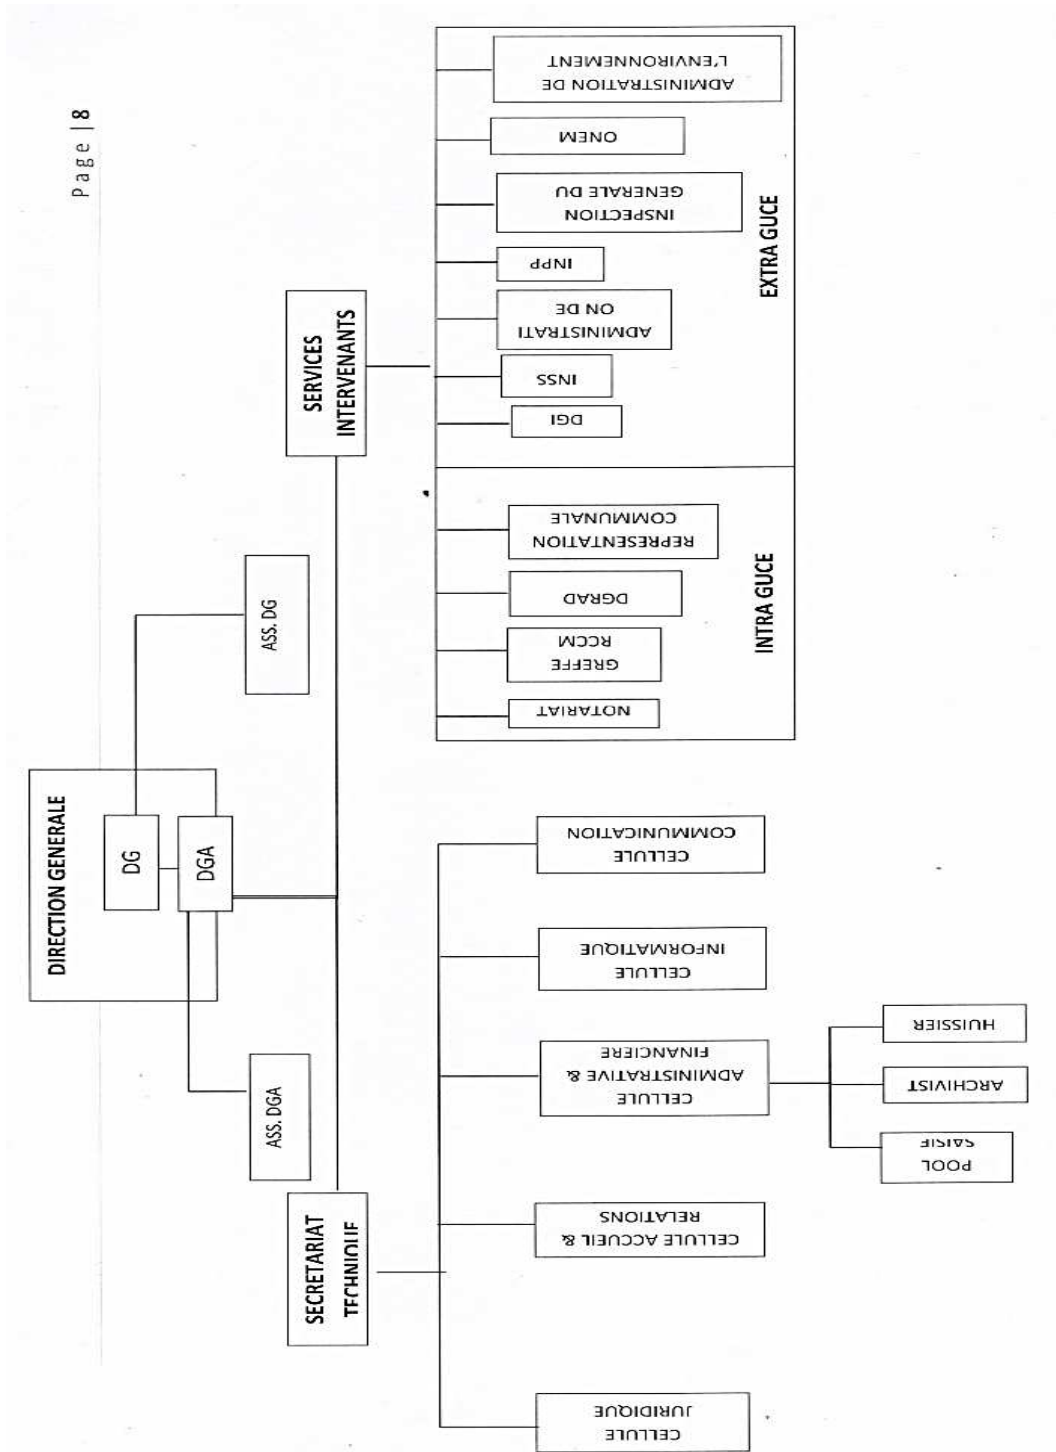 Page | 8
DIRECTION GENERALE
DG
DGA
ASS. DGA
ASS. DG
SECRETARIAT
TECHNIQUE
SERVICES
INTERVENANTS
CELLULE
JURIDIQUE
CELLULE ACCUEIL &
RELATIONS
CELLULE
ADMINISTRATIVE &
FINANCIERE
CELLULE
INFORMATIQUE
CELLULE
COMMUNICATION
POOL
SAISIE
ARCHIVIST
HUISSIER
NOTARIAT
GREFFE
RCCM
DGRAD
REPRESENTATION
COMMUNALE
INTRA GUCE
DGI
INSS
ADMINISTRATI
ON DE
INPP
INSPECTION
GENERALE DU
ONEM
ADMINISTRATION DE
L'ENVIRONNEMENT
EXTRA GUCE